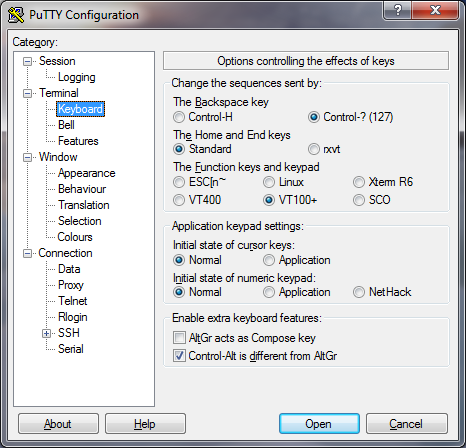 PuTTY Configuration
Category:
Session
Logging
Terminal
Keyboard
Bell
Features
Window
Appearance
Behaviour
Translation
Selection
Colours
Connection
Data
Proxy
Telnet
Rlogin
SSH
Serial
Options controlling the effects of keys
Change the sequences sent by:
The Backspace key
Control-H Control-? (127)
The Home and End keys
Standard rxvt
The Function keys and keypad
ESC[n~ Linux Xterm R6
VT400 VT100+ SCO
Application keypad settings:
Initial state of cursor keys:
Normal Application
Initial state of numeric keypad:
Normal Application NetHack
Enable extra keyboard features:
AltGr acts as Compose key
Control-Alt is different from AltGr
About Help Open Cancel